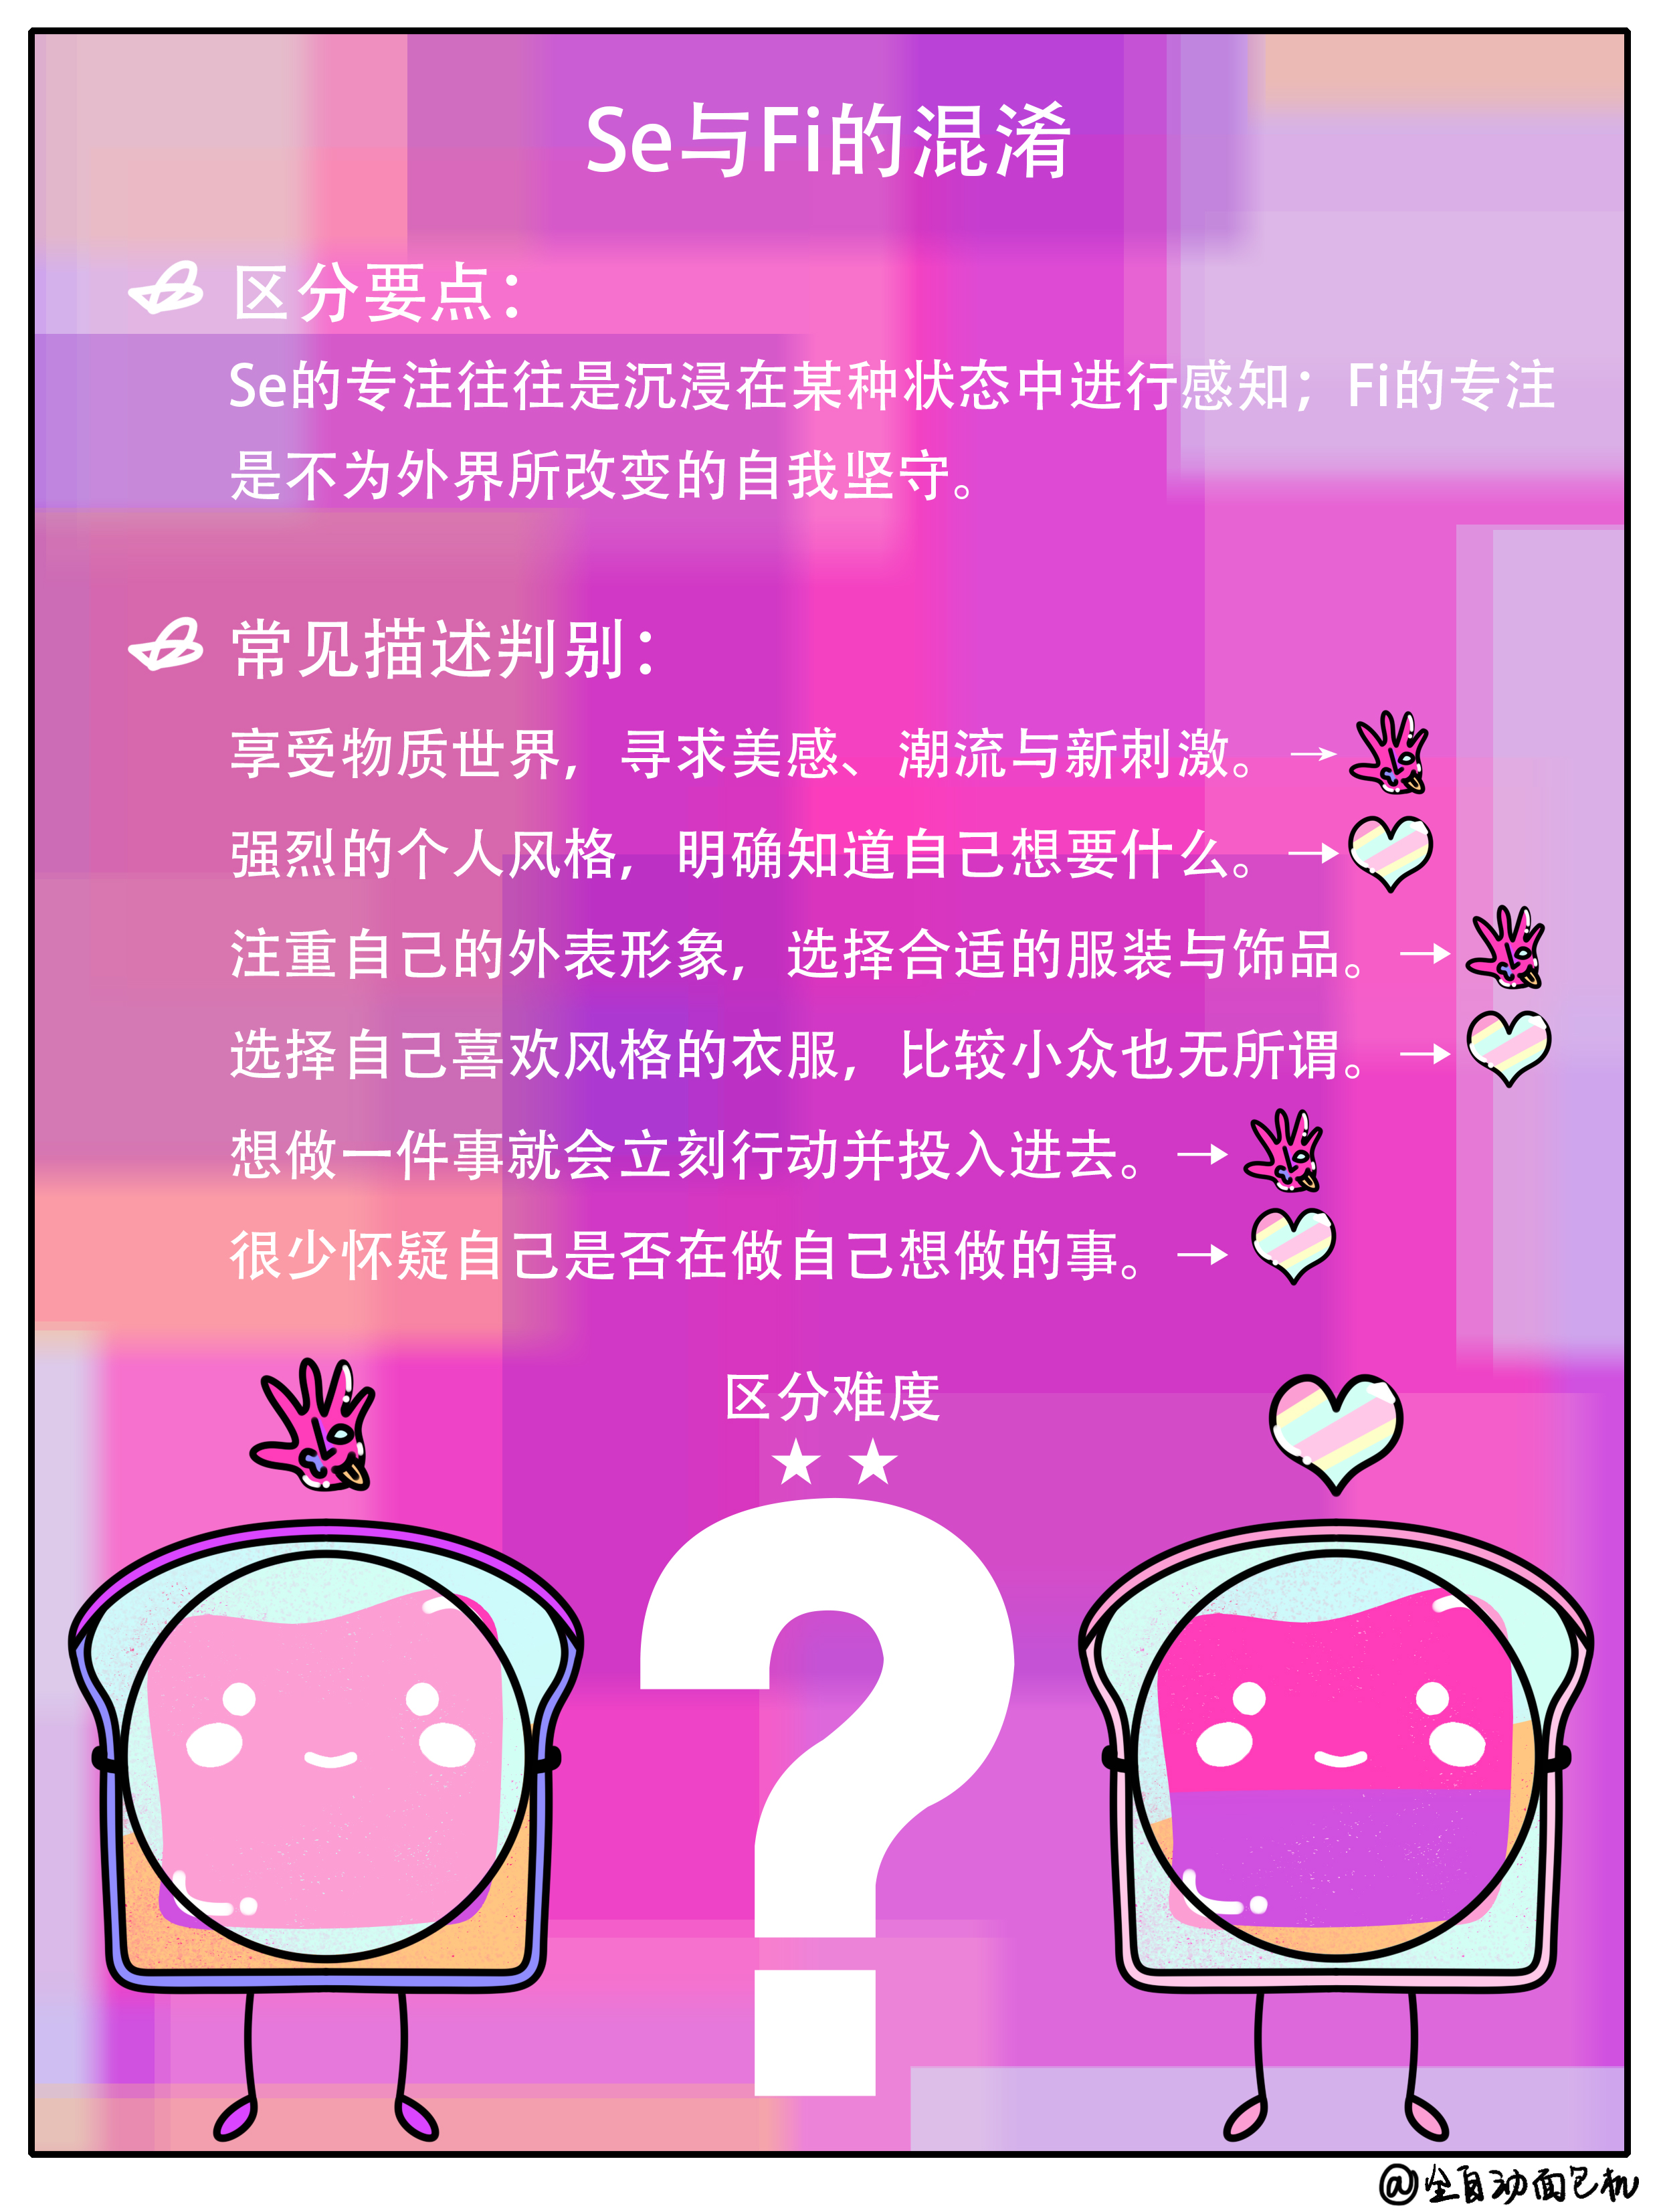 Se与Fi的混淆
区分要点：
Se的专注往往是沉浸在某种状态中进行感知；Fi的专注
是不为外界所改变的自我坚守。
常见描述判别：
享受物质世界，寻求美感、潮流与新刺激。→
强烈的个人风格，明确知道自己想要什么。→
注重自己的外表形象，选择合适的服装与饰品。→
选择自己喜欢风格的衣服，比较小众也无所谓。→
想做一件事就会立刻行动并投入进去。→
很少怀疑自己是否在做自己想做的事。→
区分难度
★ ★
?
@全自动面包机